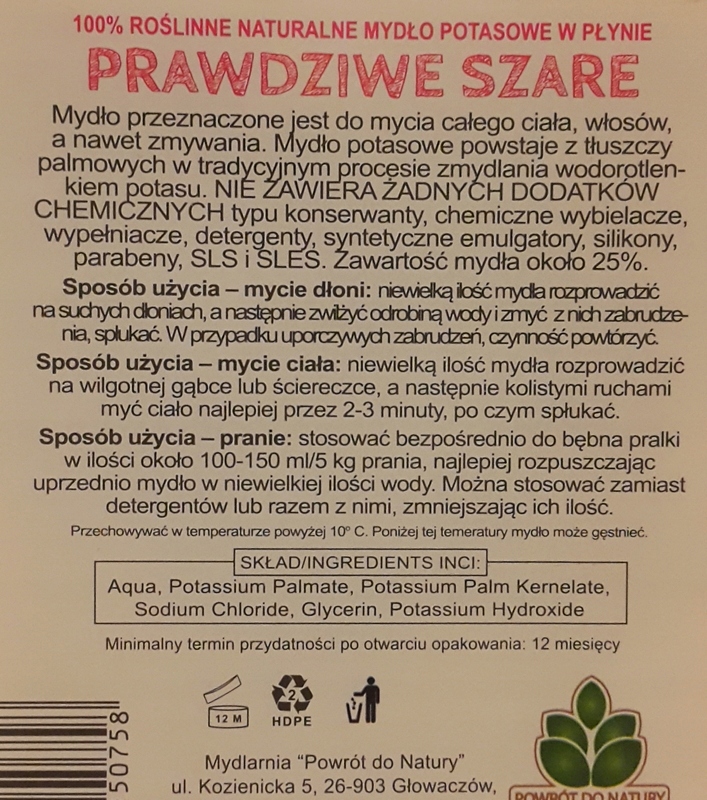 100% ROŚLINNE NATURALNE MYDŁO POTASOWE W PŁYNIE
PRAWDZIWE SZARE
Mydło przeznaczone jest do mycia całego ciała, włosów,
a nawet zmywania. Mydło potasowe powstaje z tłuszczy
palmowych w tradycyjnym procesie zmydlania wodorotlen-
kiem potasu. NIE ZAWIERA ŻADNYCH DODATKÓW
CHEMICZNYCH typu konserwanty, chemiczne wybielacze,
wypełniacze, detergenty, syntetyczne emulgatory, silikony,
parabeny, SLS i SLES. Zawartość mydła około 25%.
Sposób użycia – mycie dłoni: niewielką ilość mydła rozprowadzić
na suchych dłoniach, a następnie zwilżyć odrobiną wody i zmyć z nich zabrudze-
nia, spłukać. W przypadku uporczywych zabrudzeń, czynność powtórzyć.
Sposób użycia – mycie ciała: niewielką ilość mydła rozprowadzić
na wilgotnej gąbce lub ściereczce, a następnie kolistymi ruchami
myć ciało najlepiej przez 2-3 minuty, po czym spłukać.
Sposób użycia – pranie: stosować bezpośrednio do bębna pralki
w ilości około 100-150 ml/5 kg prania, najlepiej rozpuszczając
uprzednio mydło w niewielkiej ilości wody. Można stosować zamiast
detergentów lub razem z nimi, zmniejszając ich ilość.
Przechowywać w temperaturze powyżej 10º C. Poniżej tej temeratury mydło może gęstnieć.
SKŁAD/INGREDIENTS INCI:
Aqua, Potassium Palmate, Potassium Palm Kernelate,
Sodium Chloride, Glycerin, Potassium Hydroxide
Minimalny termin przydatności po otwarciu opakowania: 12 miesięcy
12 M
2
HDPE
50758
Mydlarnia “Powrót do Natury”
ul. Kozienicka 5, 26-903 Głowaczów,
POWRÓT DO NATURY